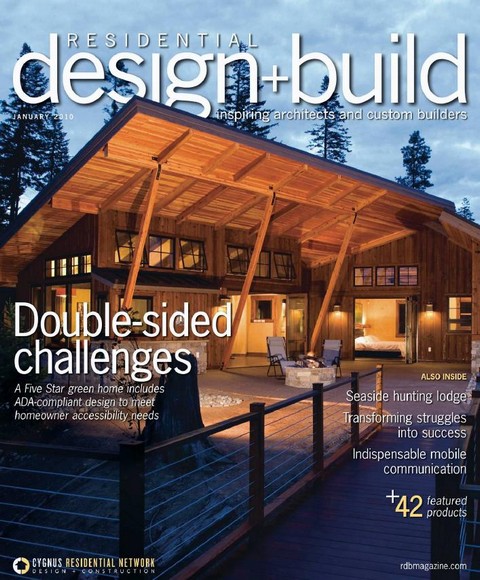 RESIDENTIAL
design+build
JANUARY 2010
inspiring architects and custom builders
Double-sided
challenges
A Five Star green home includes
ADA-compliant design to meet
homeowner accessibility needs
ALSO INSIDE
Seaside hunting lodge
Transforming struggles
into success
Indispensable mobile
communication
+42 featured
products
CYGNUS RESIDENTIAL NETWORK
DESIGN + CONSTRUCTION
rdbmagazine.com